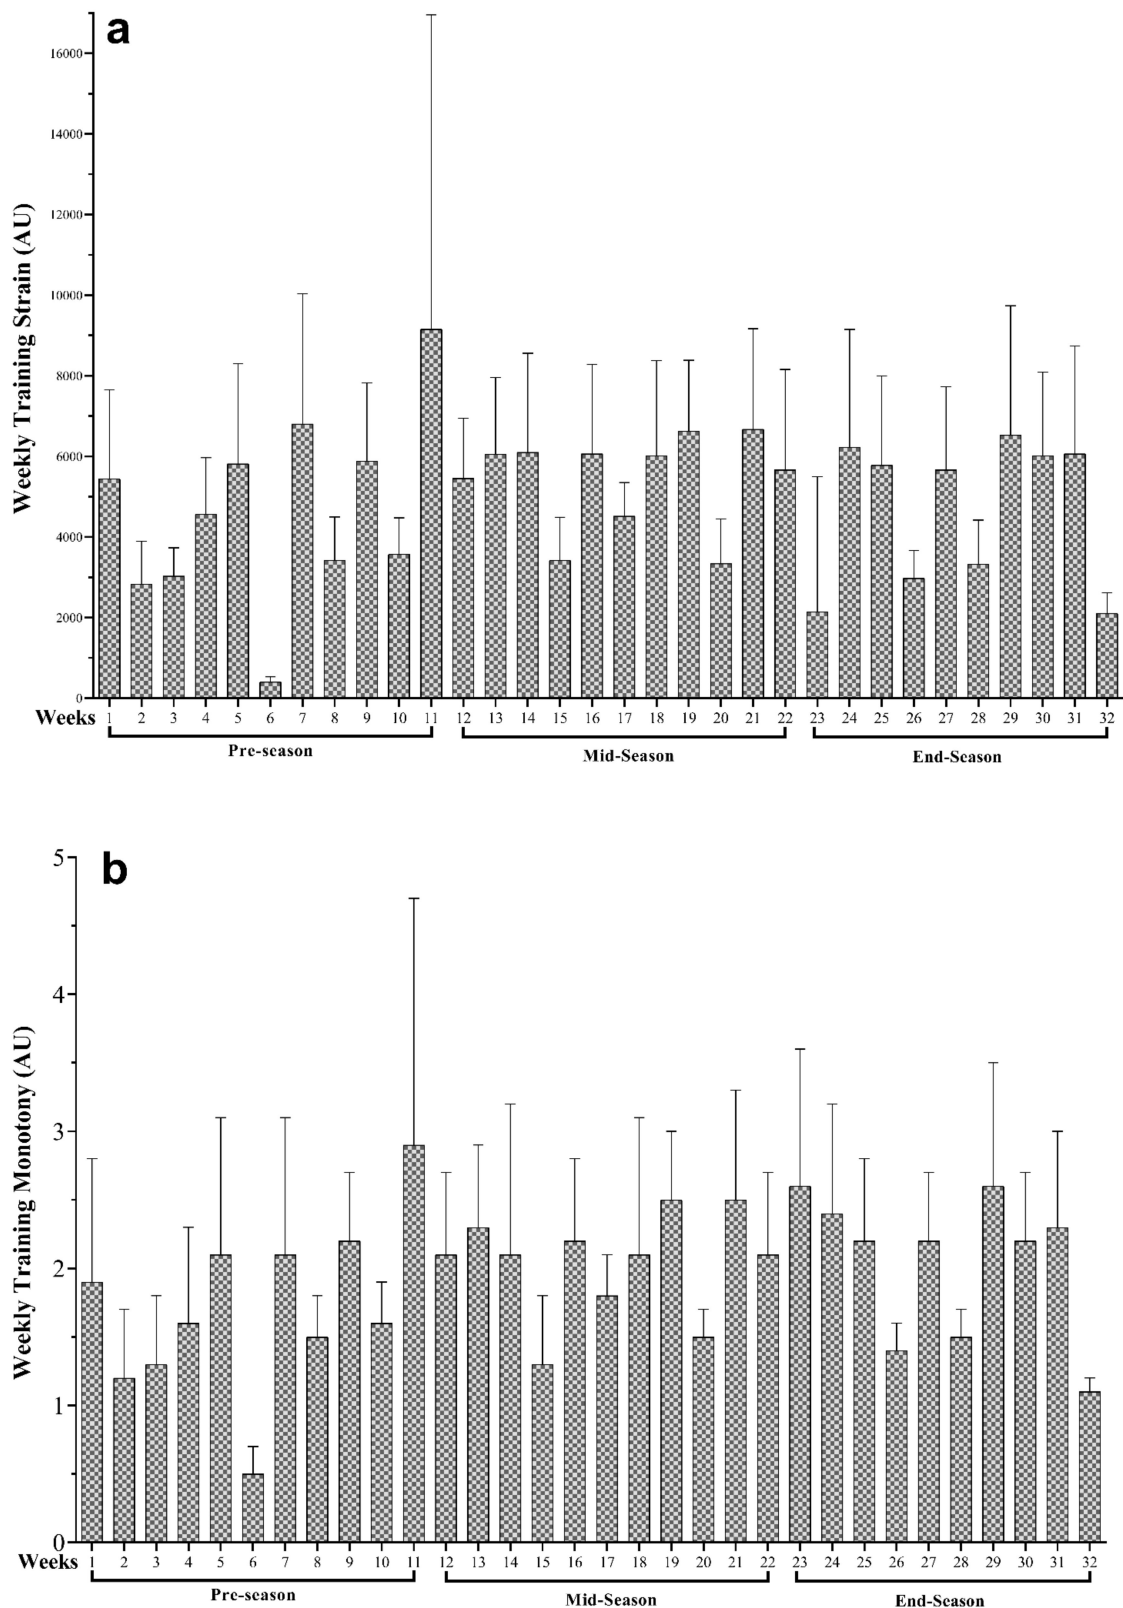 a
Weekly Training Strain (AU)
16000
14000
12000
10000
8000
6000
4000
2000
0
Weeks 1 2 3 4 5 6 7 8 9 10 11 12 13 14 15 16 17 18 19 20 21 22 23 24 25 26 27 28 29 30 31 32
Pre-season Mid-Season End-Season
b
Weekly Training Monotony (AU)
5
4
3
2
1
0
Weeks 1 2 3 4 5 6 7 8 9 10 11 12 13 14 15 16 17 18 19 20 21 22 23 24 25 26 27 28 29 30 31 32
Pre-season Mid-Season End-Season